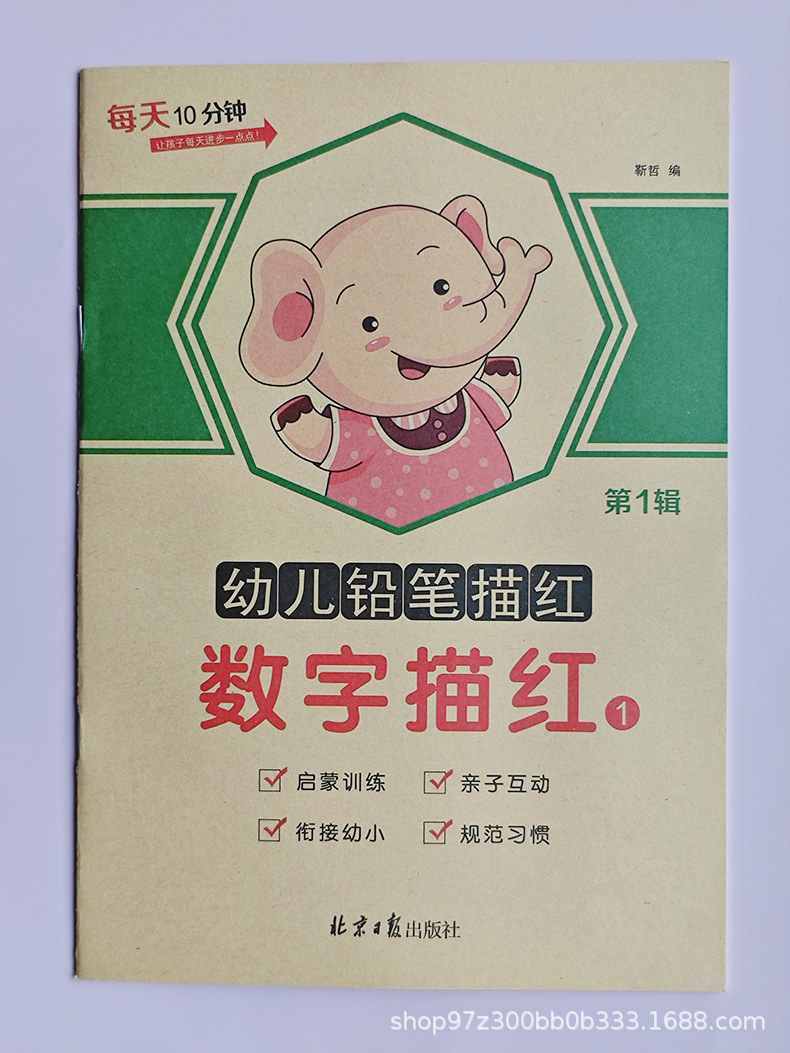 每天10分钟
让孩子每天进步一点点!
靳哲 编
第1辑
幼儿铅笔描红
数字描红1
启蒙训练 亲子互动
衔接幼小 规范习惯
北京日报出版社
shop97z300bb0b333.1688.com